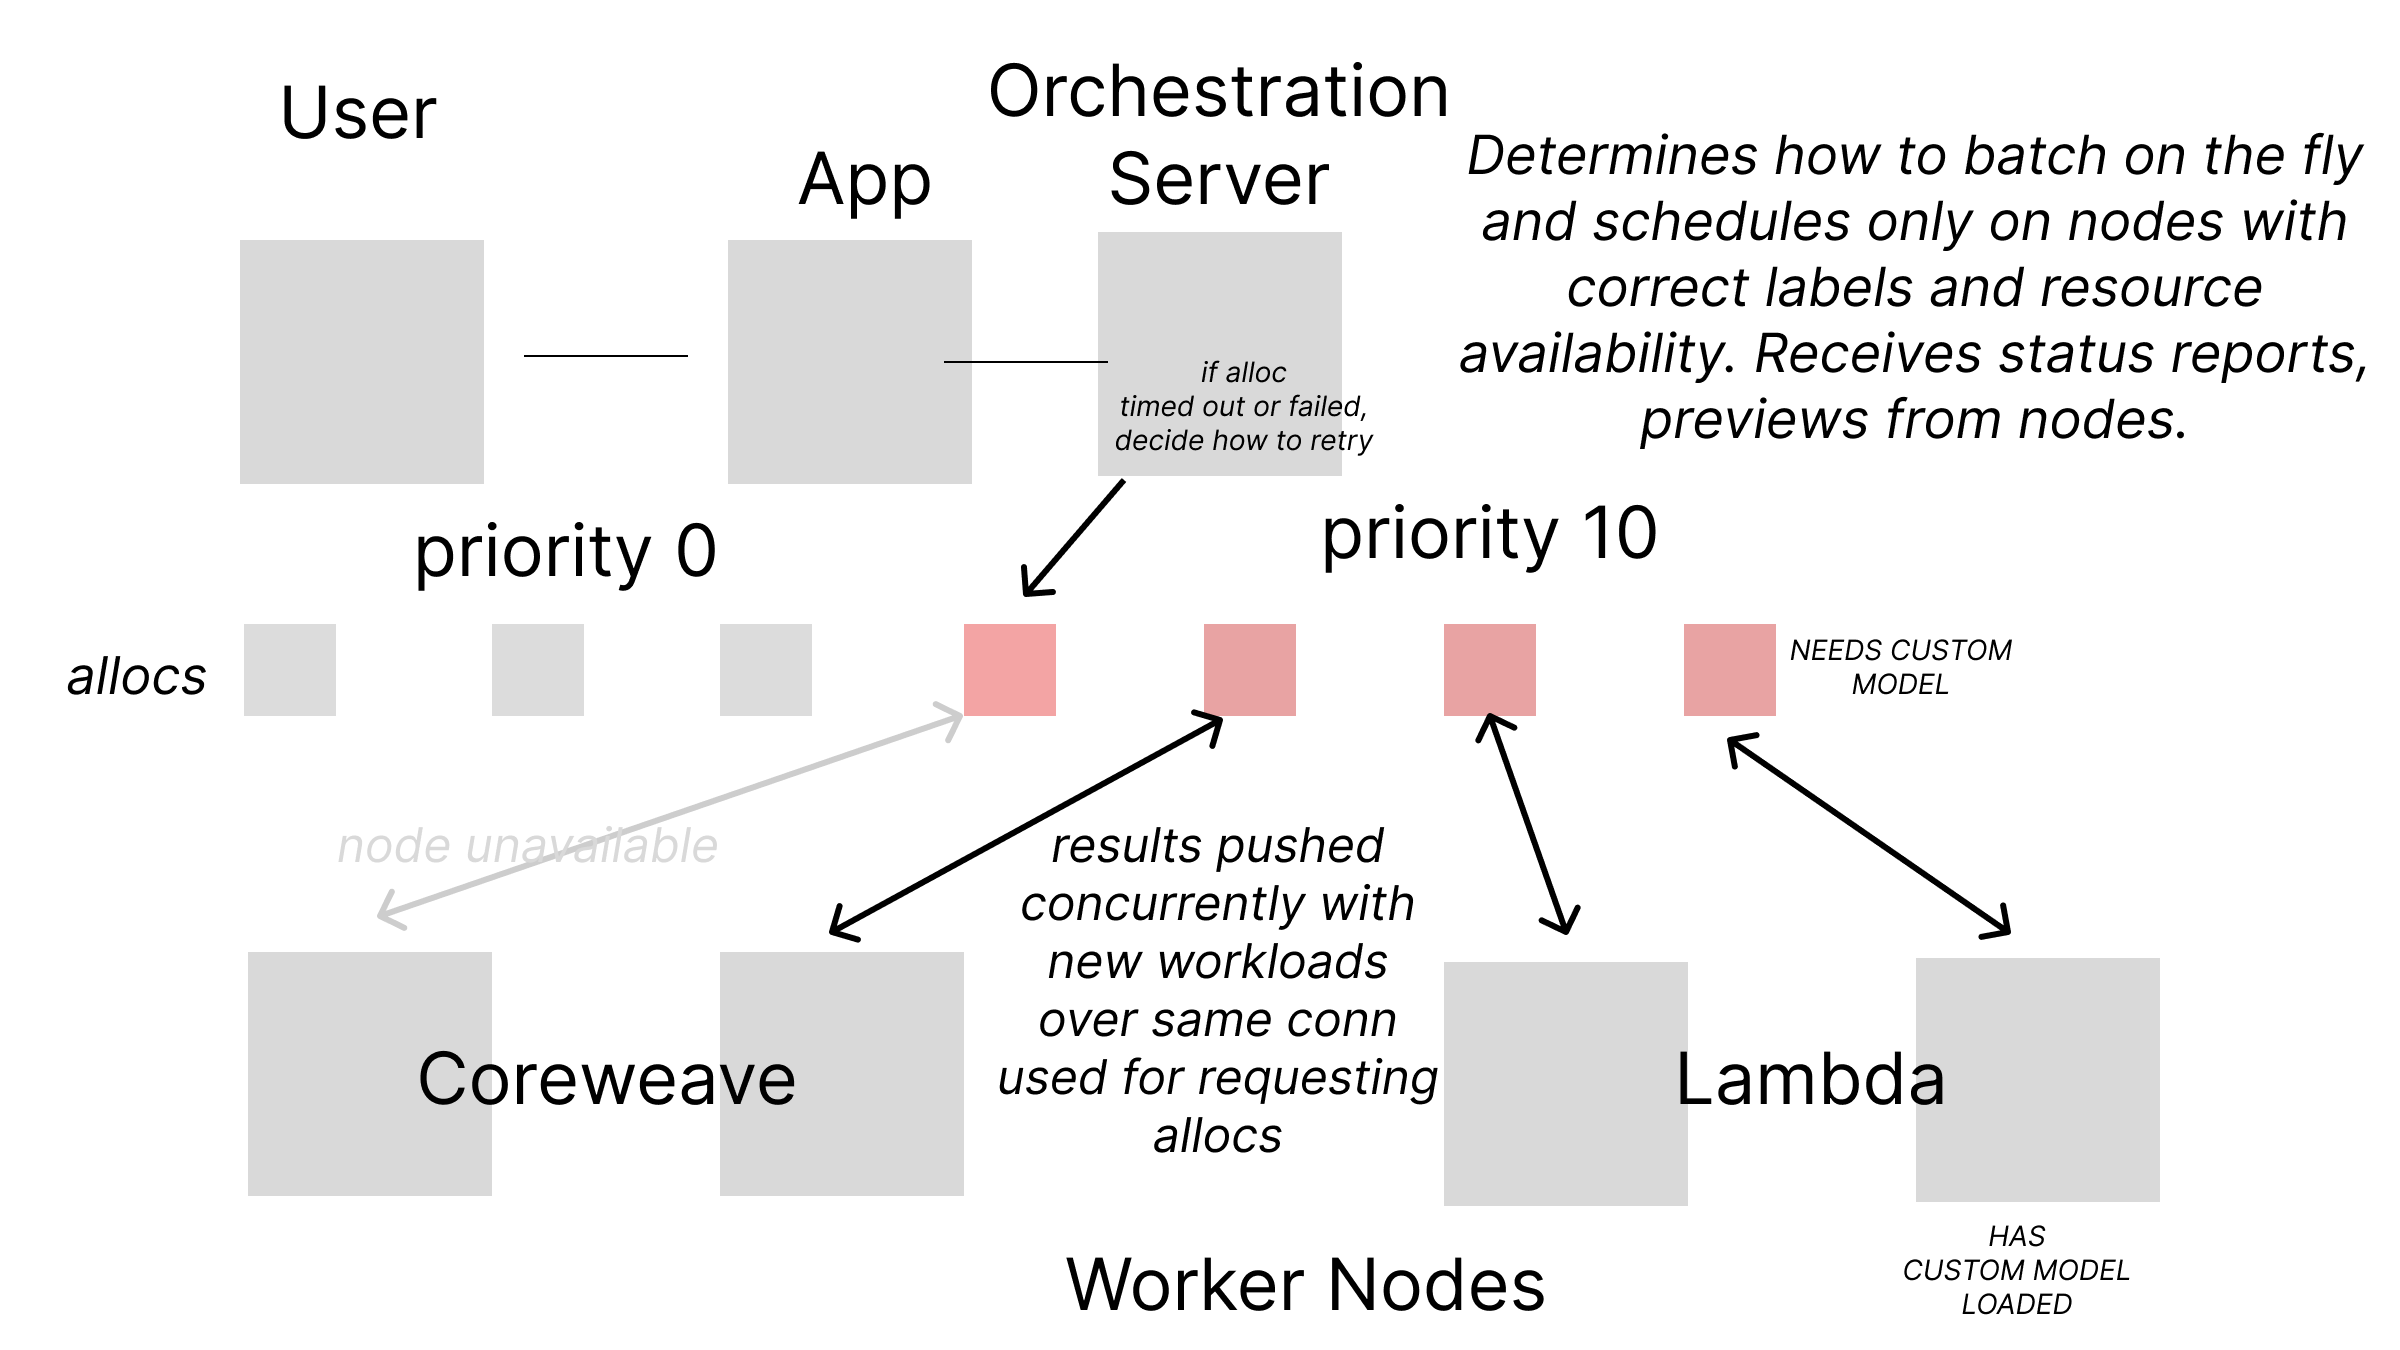 User
App
Orchestration
Server
Determines how to batch on the fly
and schedules only on nodes with
correct labels and resource
availability. Receives status reports,
previews from nodes.
if alloc
timed out or failed,
decide how to retry
priority 0
priority 10
allocs
NEEDS CUSTOM
MODEL
node unavailable
results pushed
concurrently with
new workloads
over same conn
used for requesting
allocs
Coreweave
Lambda
HAS
CUSTOM MODEL
LOADED
Worker Nodes